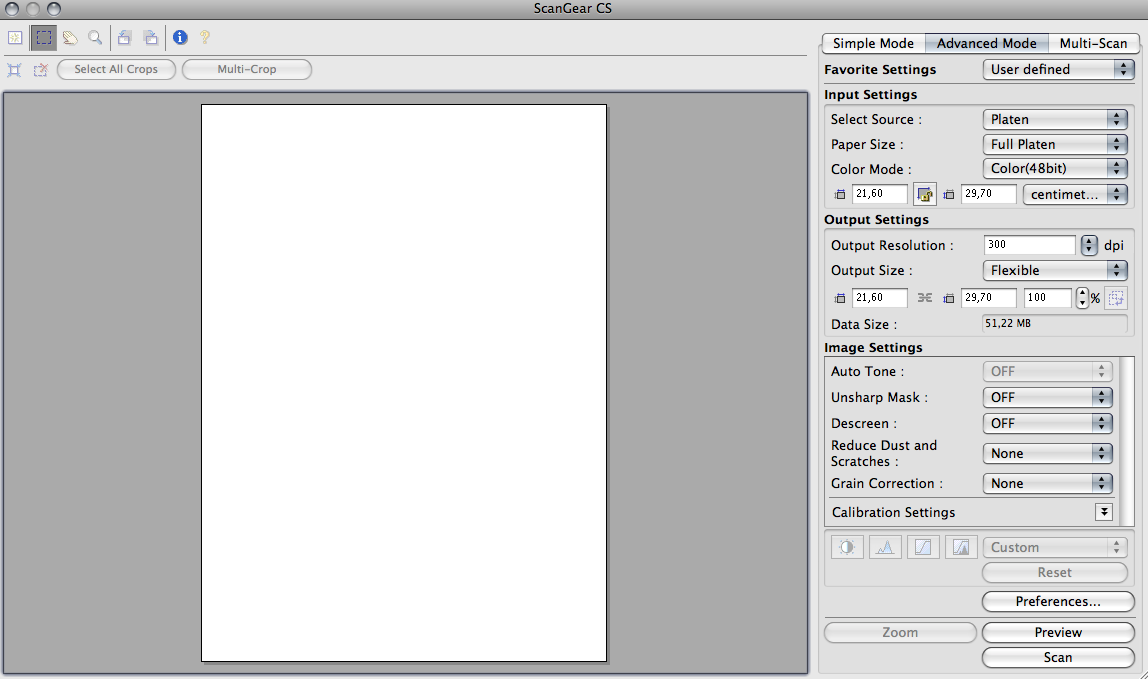 ScanGear CS
Simple Mode Advanced Mode Multi-Scan
Select All Crops Multi-Crop
Favorite Settings User defined
Input Settings
Select Source : Platen
Paper Size : Full Platen
Color Mode : Color(48bit)
21,60 29,70 centimet...
Output Settings
Output Resolution : 300 dpi
Output Size : Flexible
21,60 29,70 100 %
Data Size : 51,22 MB
Image Settings
Auto Tone : OFF
Unsharp Mask : OFF
Descreen : OFF
Reduce Dust and
Scratches : None
Grain Correction : None
Calibration Settings
Custom
Reset
Preferences...
Zoom Preview
Scan